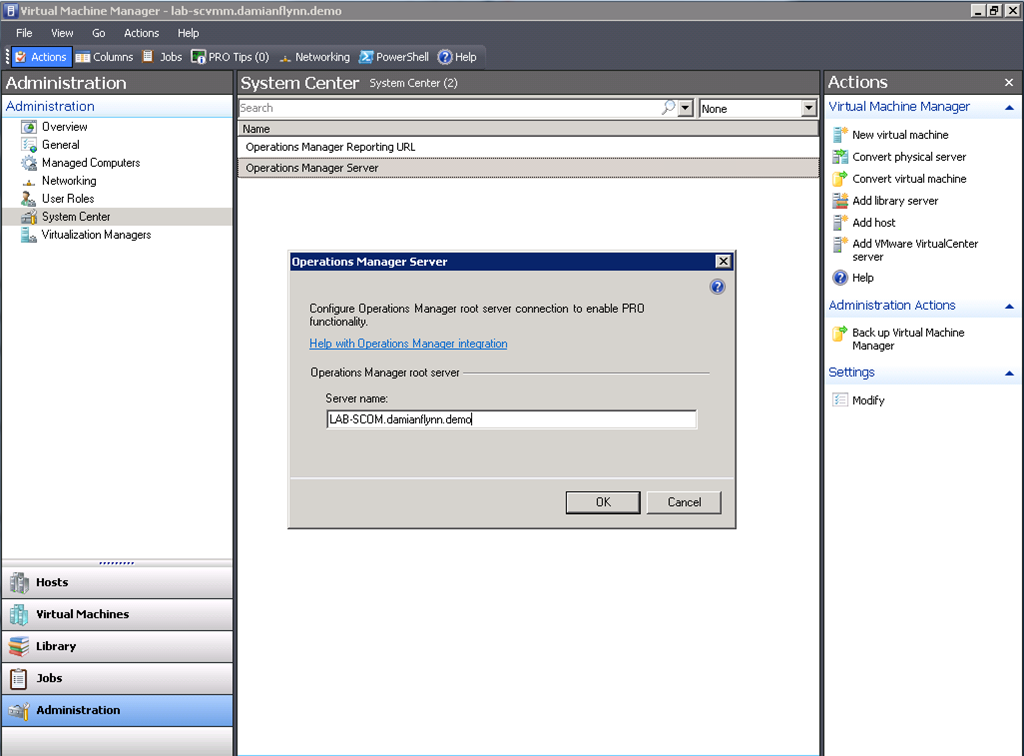 Virtual Machine Manager - lab-scvmm.damianflynn.demo
File View Go Actions Help
Actions Columns Jobs PRO Tips (0) Networking PowerShell Help
Administration
Administration
Overview
General
Managed Computers
Networking
User Roles
System Center
Virtualization Managers
Hosts
Virtual Machines
Library
Jobs
Administration
System Center System Center (2)
Search None
Name
Operations Manager Reporting URL
Operations Manager Server
Operations Manager Server
Configure Operations Manager root server connection to enable PRO
functionality.
Help with Operations Manager integration
Operations Manager root server
Server name:
LAB-SCOM.damianflynn.demo
OK Cancel
Actions
Virtual Machine Manager
New virtual machine
Convert physical server
Convert virtual machine
Add library server
Add host
Add VMware VirtualCenter
server
Help
Administration Actions
Back up Virtual Machine
Manager
Settings
Modify